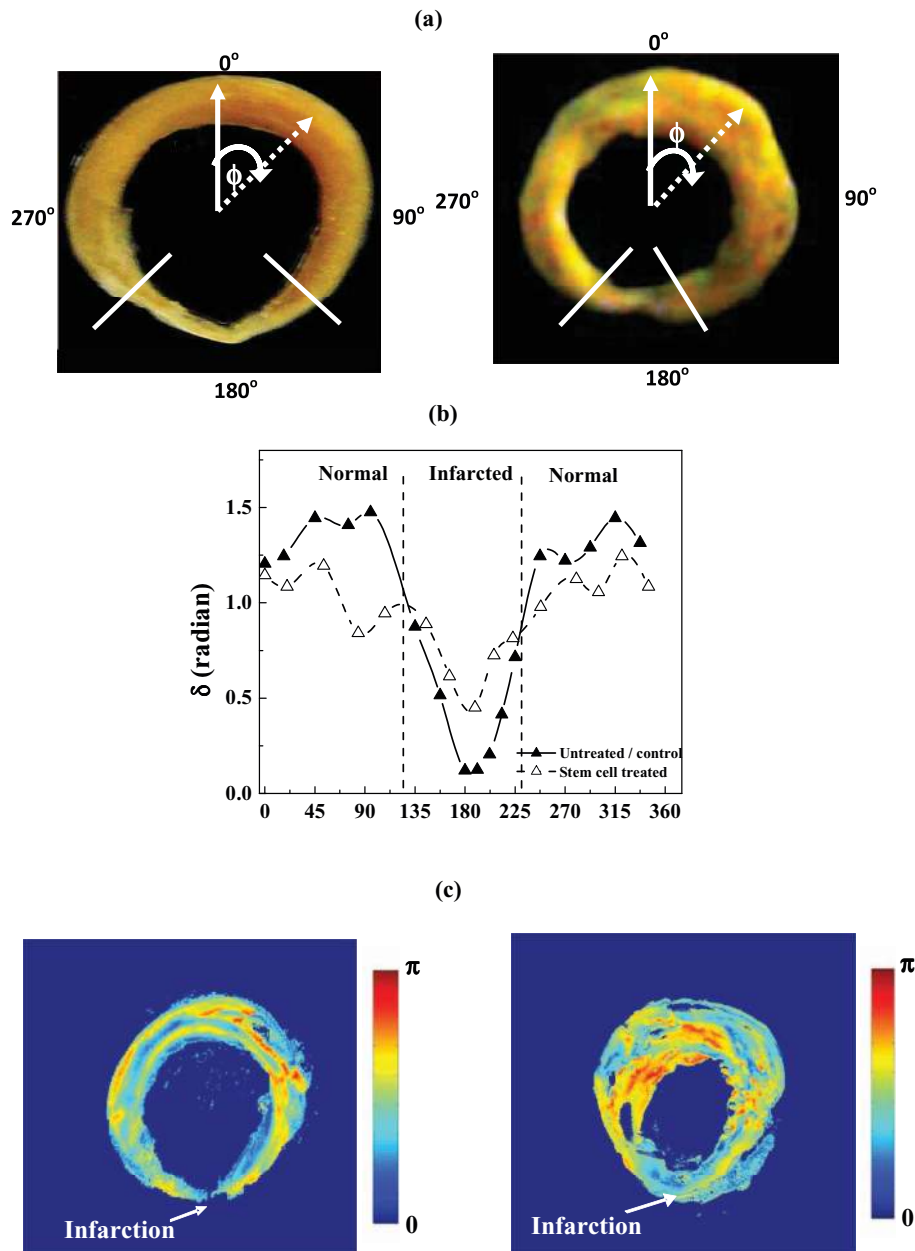 (a)
0°
0°
ϕ
ϕ
270°
90°
270°
90°
180°
180°
(b)
Normal Infarcted Normal
1.5
1.0
0.5
0.0
δ (radian)
Untreated / control
Stem cell treated
0 45 90 135 180 225 270 315 360
(c)
π
π
Infarction
0
Infarction
0